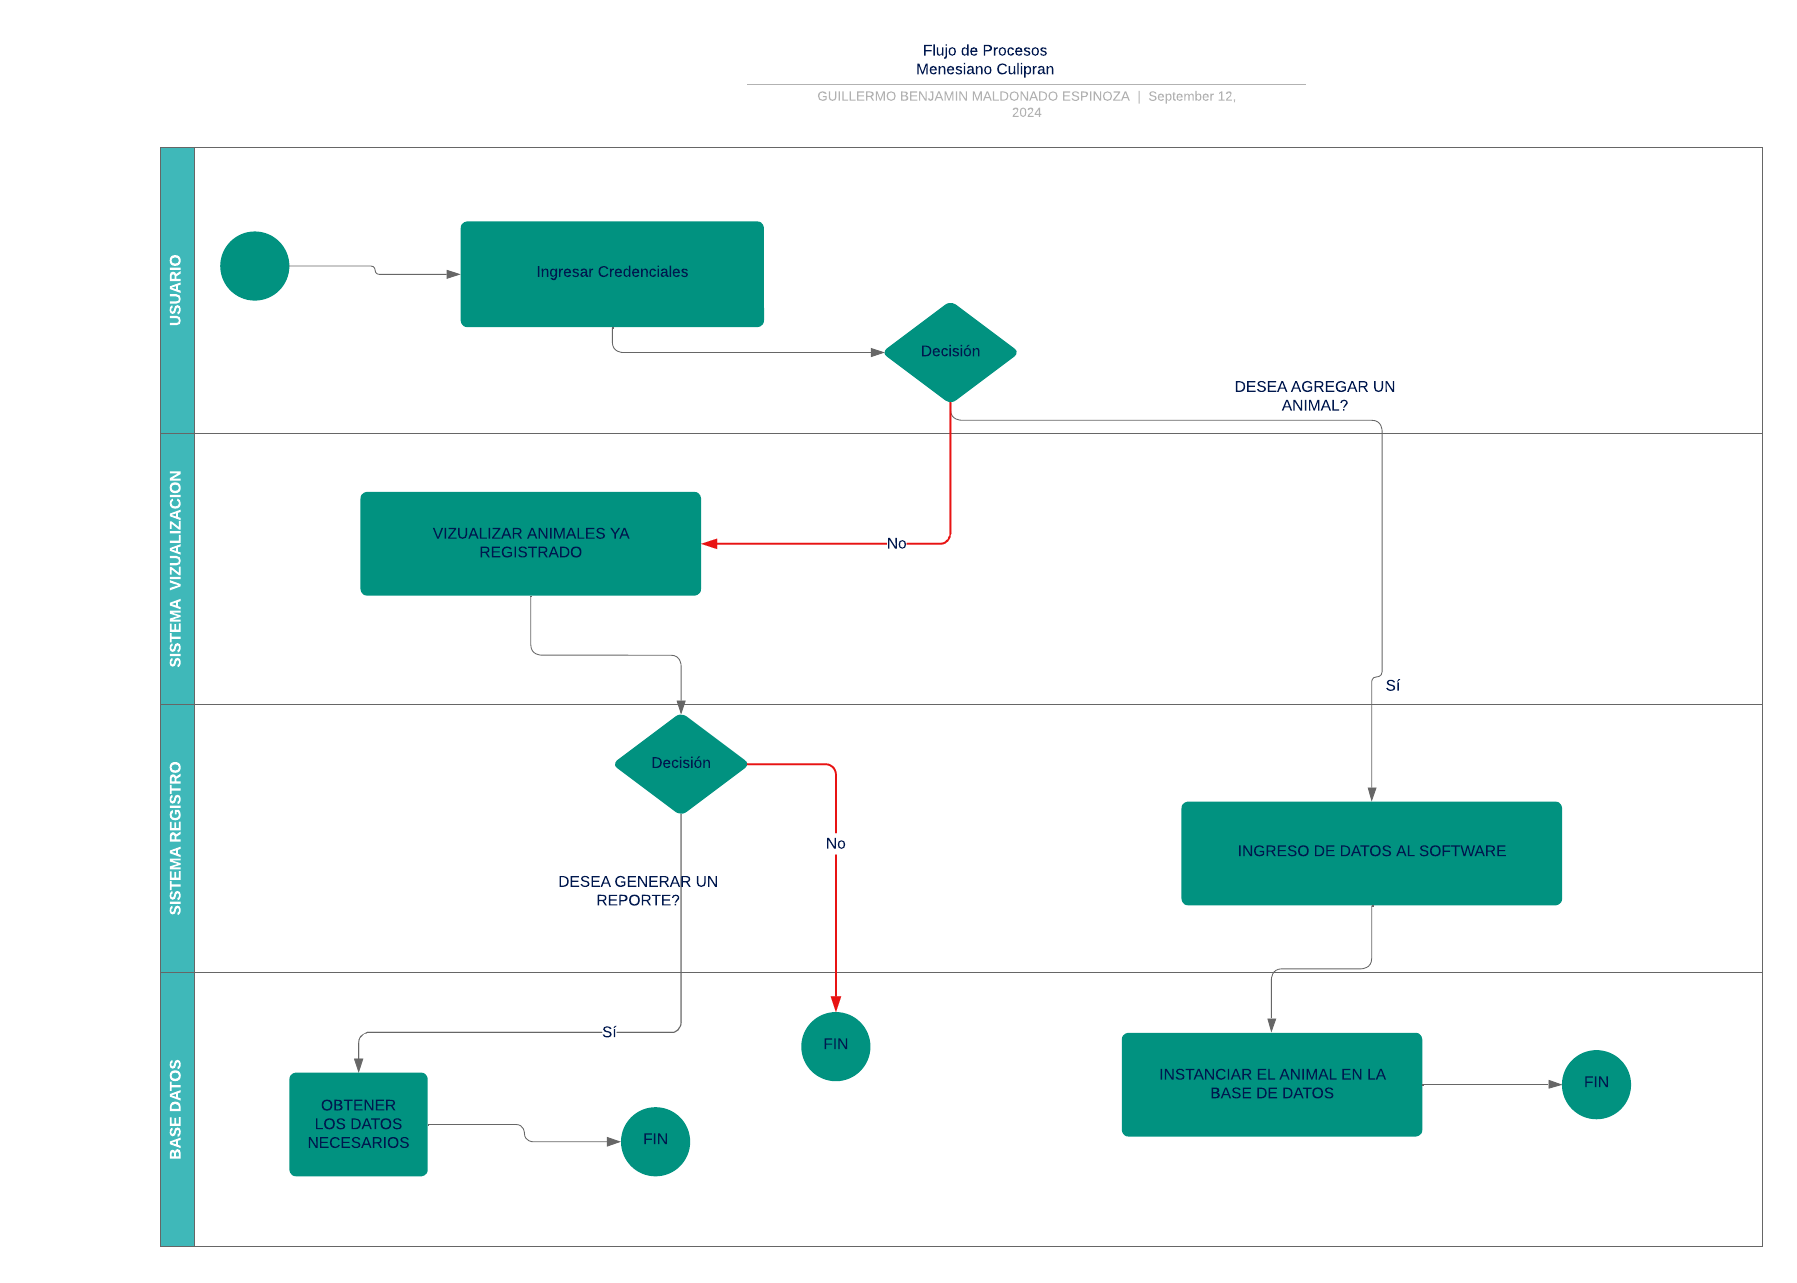 Flujo de Procesos
Menesiano Culipran
GUILLERMO BENJAMIN MALDONADO ESPINOZA | September 12,
2024
USUARIO
Ingresar Credenciales
Decisión
DESEA AGREGAR UN
ANIMAL?
SISTEMA VIZUALIZACION
VIZUALIZAR ANIMALES YA
REGISTRADO
No
Sí
SISTEMA REGISTRO
Decisión
No
DESEA GENERAR UN
REPORTE?
INGRESO DE DATOS AL SOFTWARE
BASE DATOS
Sí
FIN
OBTENER
LOS DATOS
NECESARIOS
FIN
INSTANCIAR EL ANIMAL EN LA
BASE DE DATOS
FIN